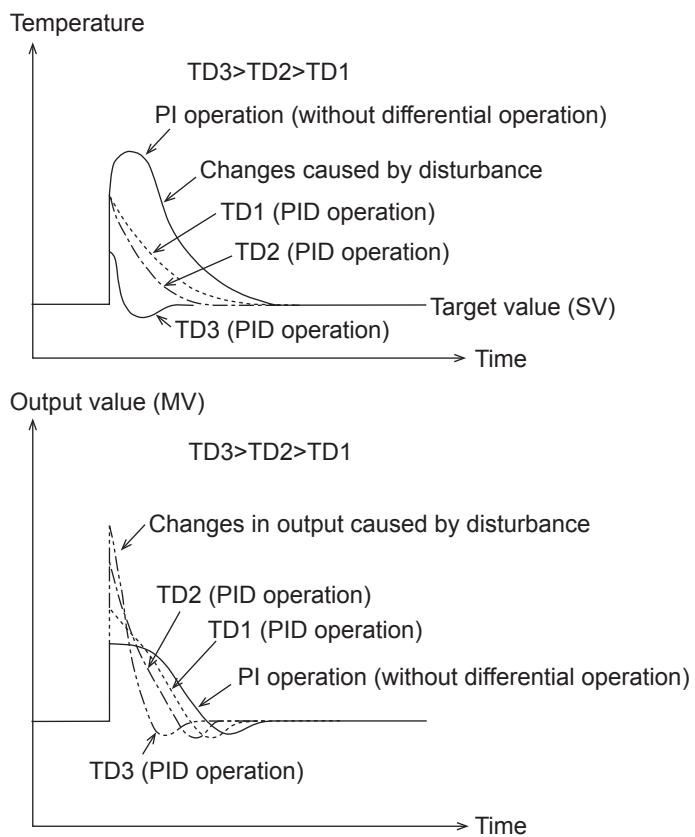 Temperature
TD3>TD2>TD1
PI operation (without differential operation)
Changes caused by disturbance
TD1 (PID operation)
TD2 (PID operation)
Target value (SV)
TD3 (PID operation)
Time
Output value (MV)
TD3>TD2>TD1
Changes in output caused by disturbance
TD2 (PID operation)
TD1 (PID operation)
PI operation (without differential operation)
TD3 (PID operation)
Time